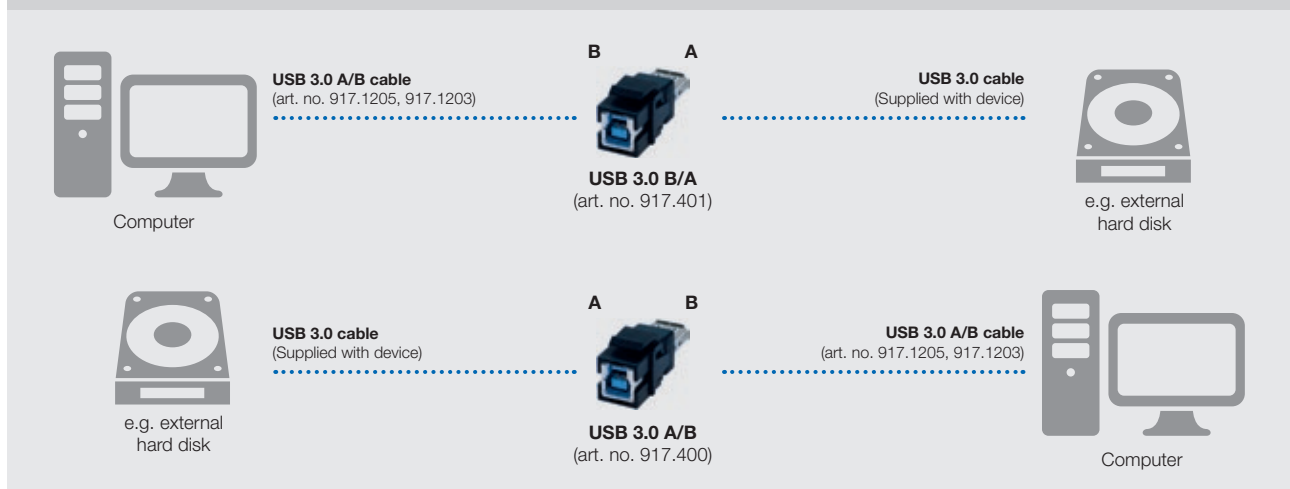 B A
USB 3.0 A/B cable
(art. no. 917.1205, 917.1203)
USB 3.0 cable
(Supplied with device)
USB 3.0 B/A
(art. no. 917.401)
Computer
e.g. external
hard disk
A B
USB 3.0 cable
(Supplied with device)
USB 3.0 A/B cable
(art. no. 917.1205, 917.1203)
e.g. external
hard disk
USB 3.0 A/B
(art. no. 917.400)
Computer